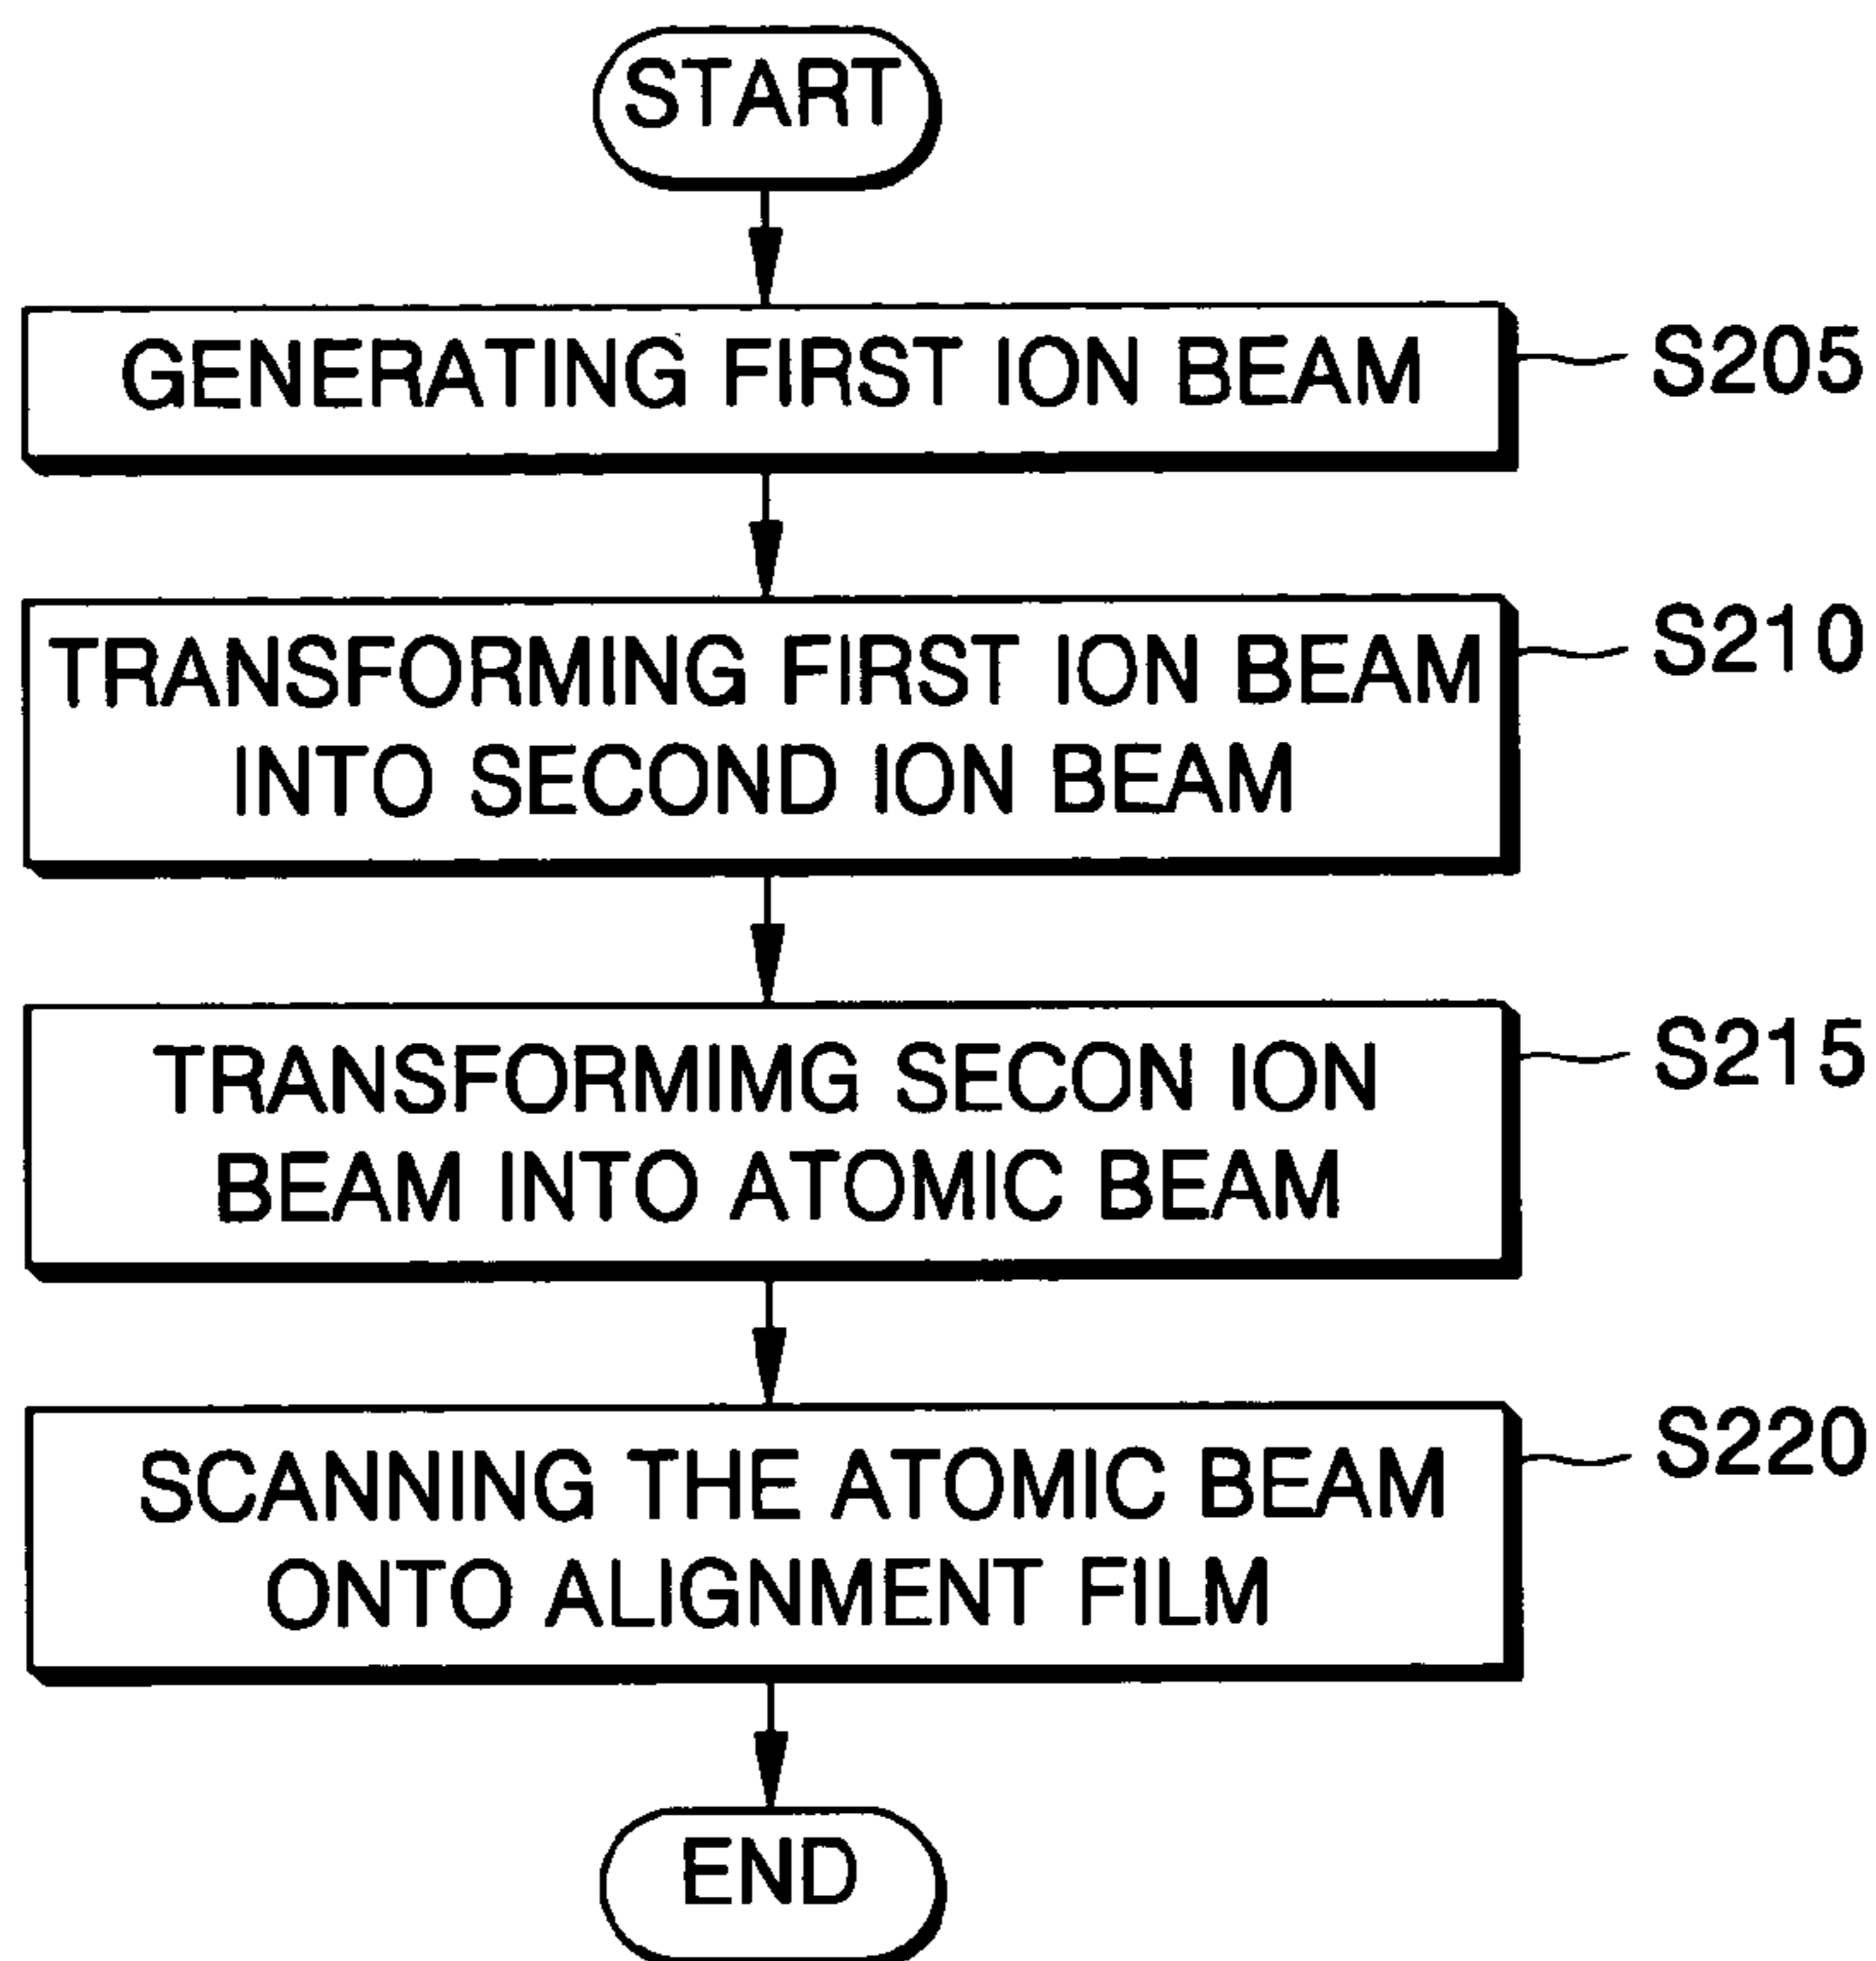 START
GENERATING FIRST ION BEAM
S205
TRANSFORMING FIRST ION BEAM
INTO SECOND ION BEAM
S210
TRANSFORMIMG SECON ION
BEAM INTO ATOMIC BEAM
S215
SCANNING THE ATOMIC BEAM
ONTO ALIGNMENT FILM
S220
END